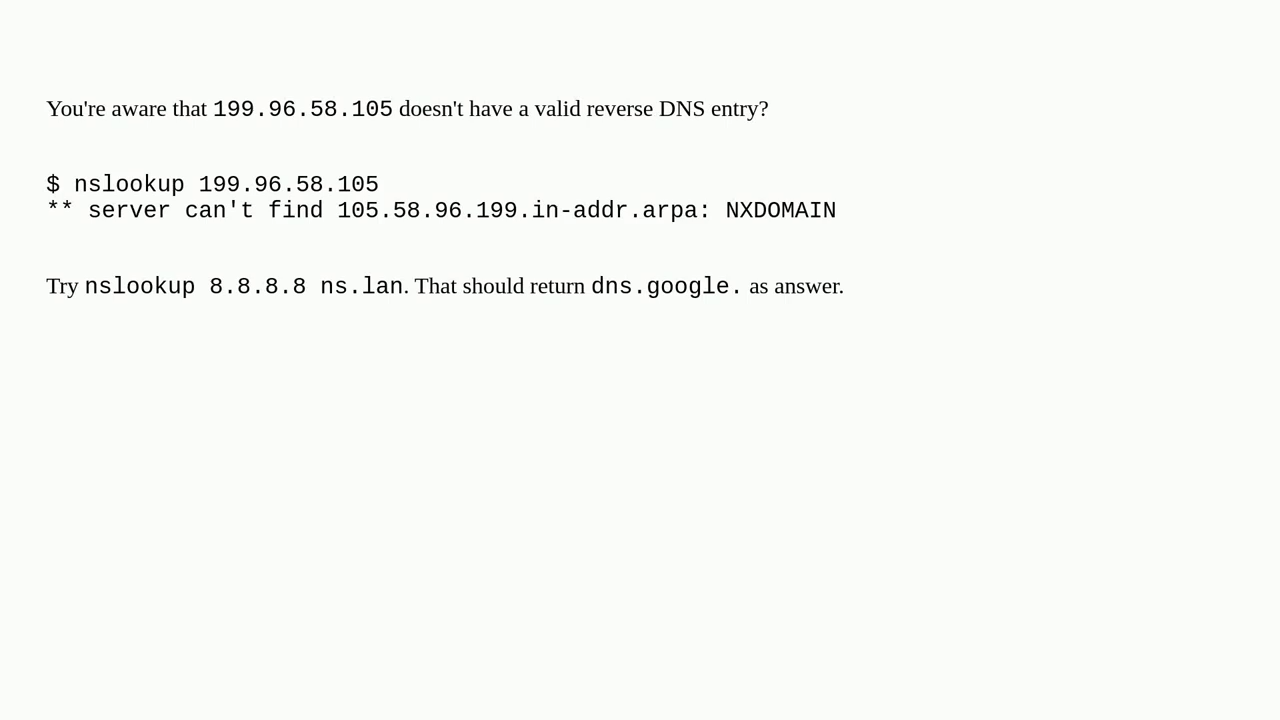 You're aware that 199.96.58.105 doesn't have a valid reverse DNS entry?
$ nslookup 199.96.58.105
** server can't find 105.58.96.199.in-addr.arpa: NXDOMAIN
Try nslookup 8.8.8.8 ns.lan. That should return dns.google. as answer.